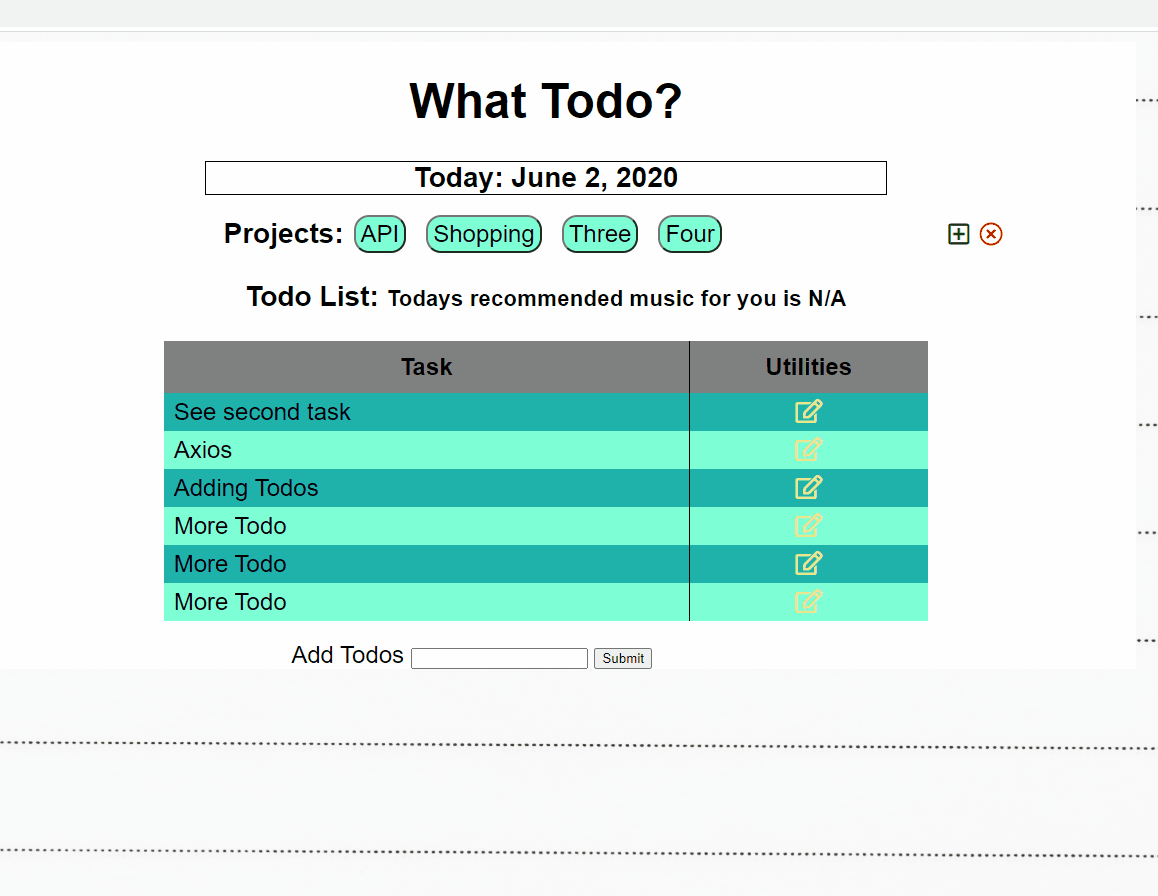 What Todo?
Today: June 2, 2020
Projects: API Shopping Three Four
Todo List: Todays recommended music for you is N/A
Task Utilities
See second task
Axios
Adding Todos
More Todo
More Todo
More Todo
Add Todos Submit